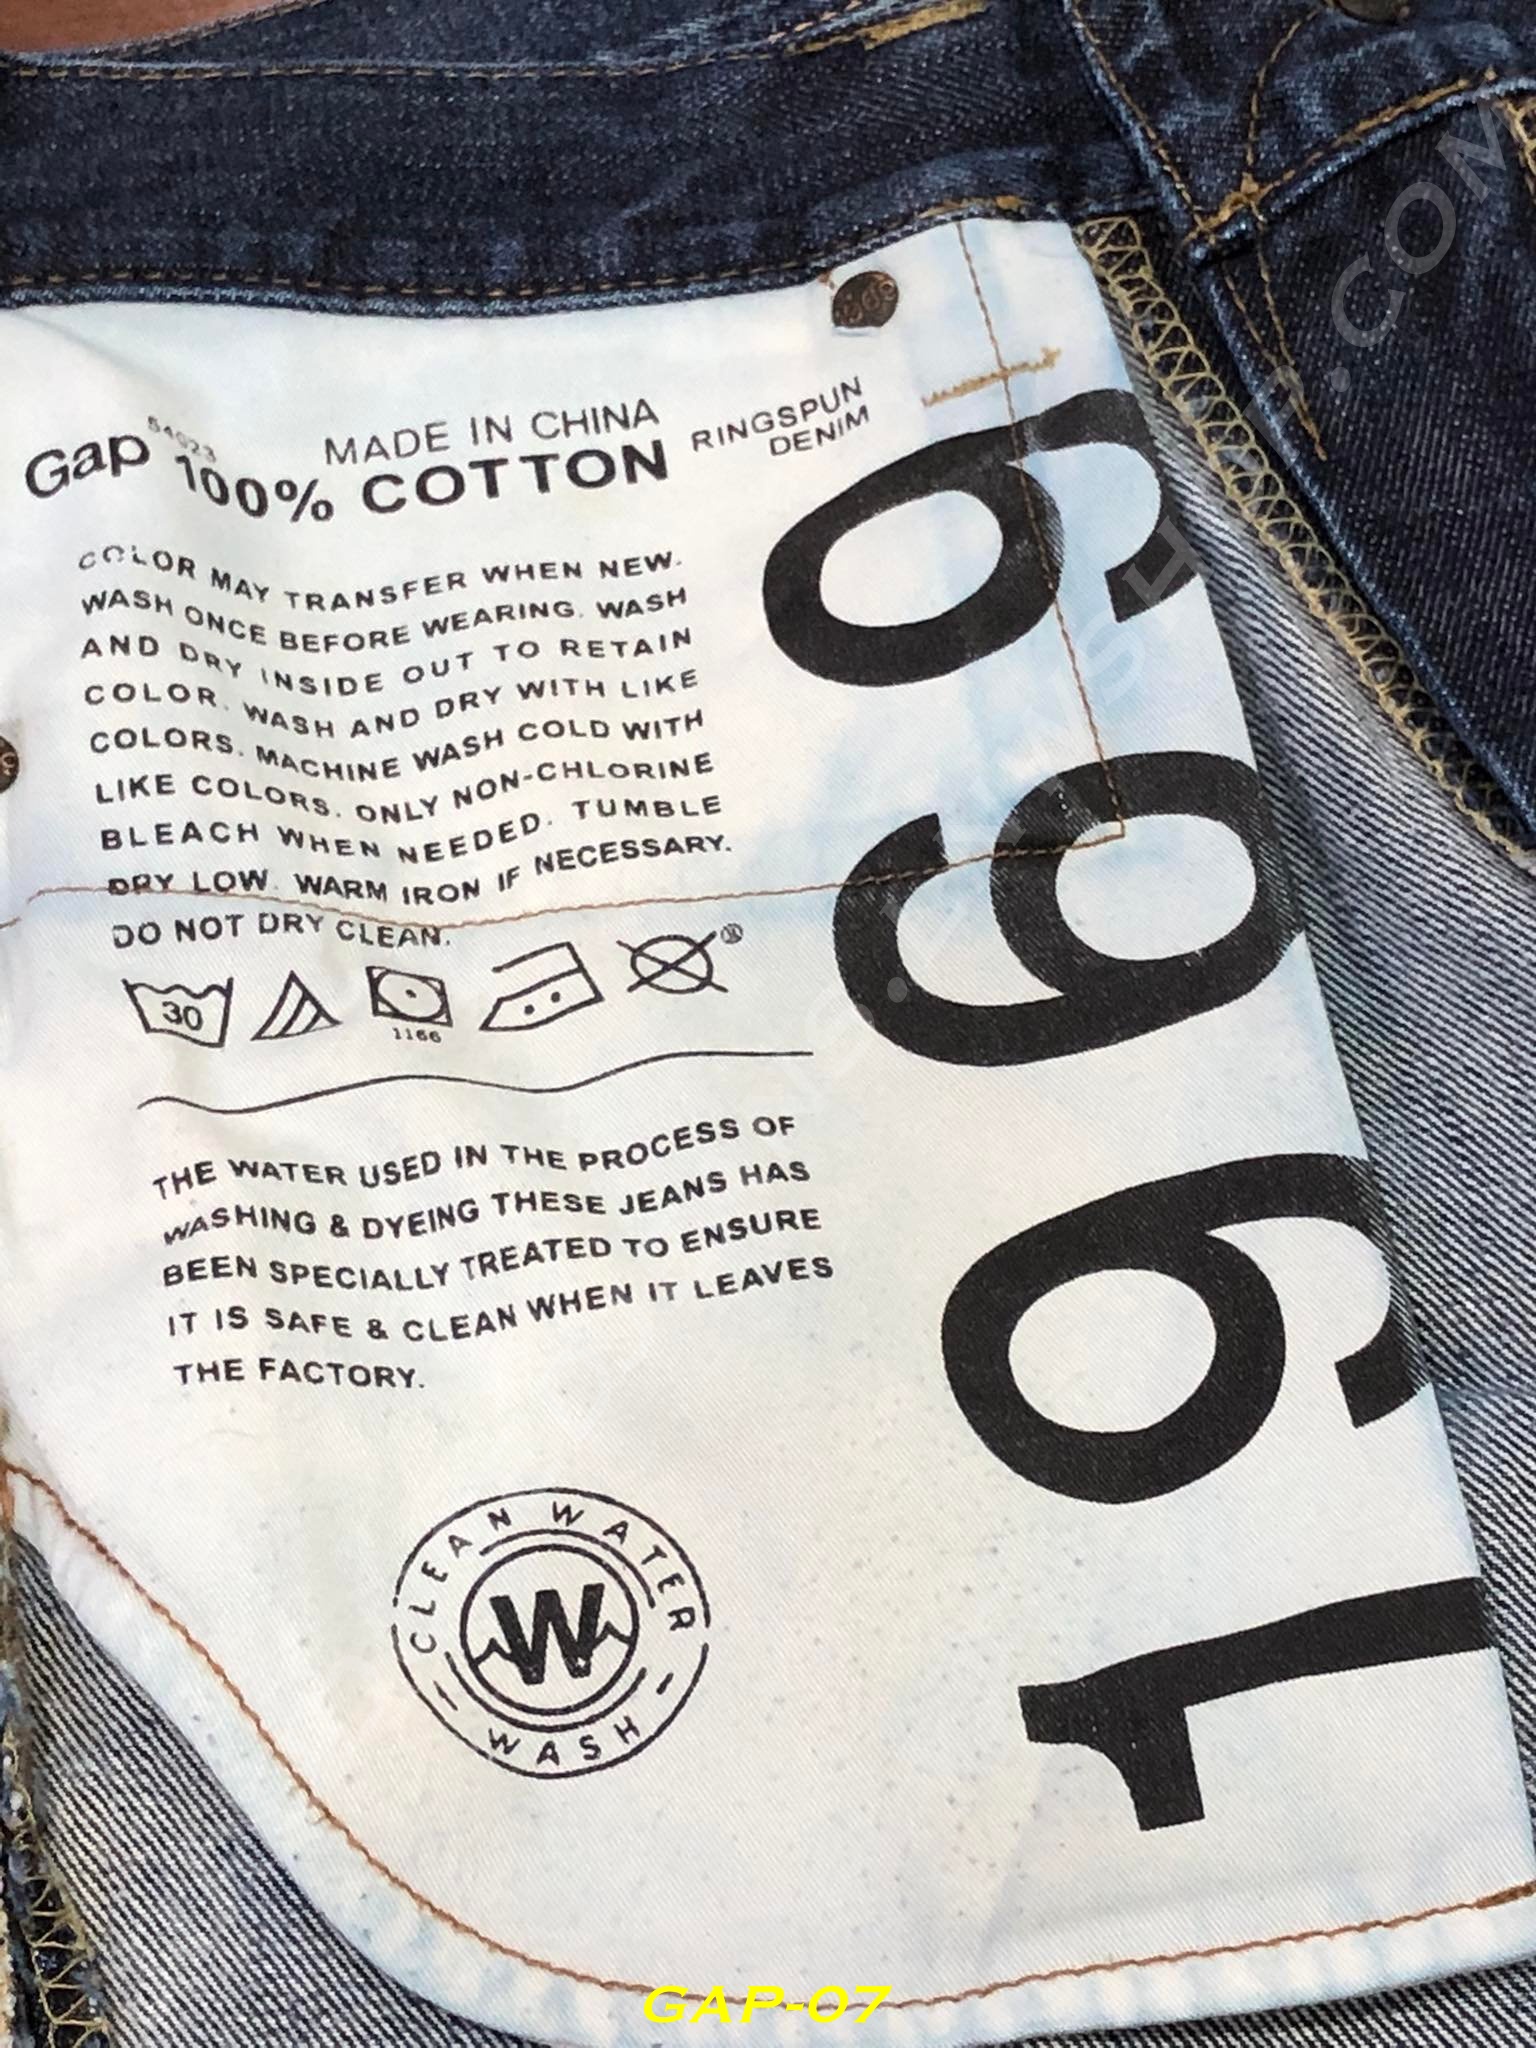 Gap
54023
MADE IN CHINA
100% COTTON
RINGSPUN
DENIM
COLOR MAY TRANSFER WHEN NEW.
WASH ONCE BEFORE WEARING. WASH
AND DRY INSIDE OUT TO RETAIN
COLOR. WASH AND DRY WITH LIKE
COLORS. MACHINE WASH COLD WITH
LIKE COLORS. ONLY NON-CHLORINE
BLEACH WHEN NEEDED. TUMBLE
DRY LOW. WARM IRON IF NECESSARY.
DO NOT DRY CLEAN.
30
1166
THE WATER USED IN THE PROCESS OF
WASHING & DYEING THESE JEANS HAS
BEEN SPECIALLY TREATED TO ENSURE
IT IS SAFE & CLEAN WHEN IT LEAVES
THE FACTORY.
CLEAN WATER
W
- WASH -
1969
GAP-07